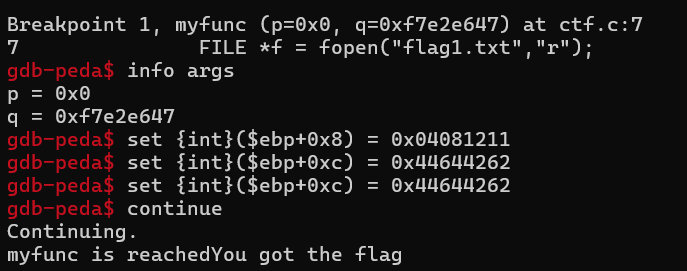 Breakpoint 1, myfunc (p=0x0, q=0xf7e2e647) at ctf.c:7
7               FILE *f = fopen("flag1.txt","r");
gdb-peda$ info args
p = 0x0
q = 0xf7e2e647
gdb-peda$ set {int}($ebp+0x8) = 0x04081211
gdb-peda$ set {int}($ebp+0xc) = 0x44644262
gdb-peda$ set {int}($ebp+0xc) = 0x44644262
gdb-peda$ continue
Continuing.
myfunc is reachedYou got the flag